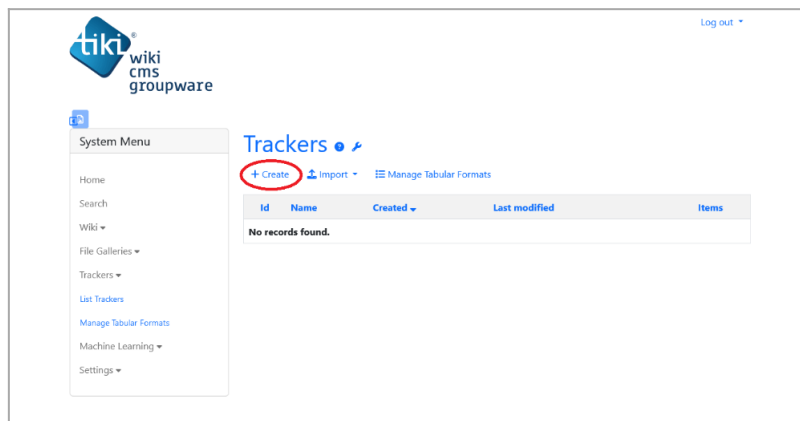 Log out
tiki®
wiki
cms
groupware
System Menu
Home
Search
Wiki
File Galleries
Trackers
List Trackers
Manage Tabular Formats
Machine Learning
Settings
Trackers
+ Create Import Manage Tabular Formats
Id Name Created Last modified Items
No records found.